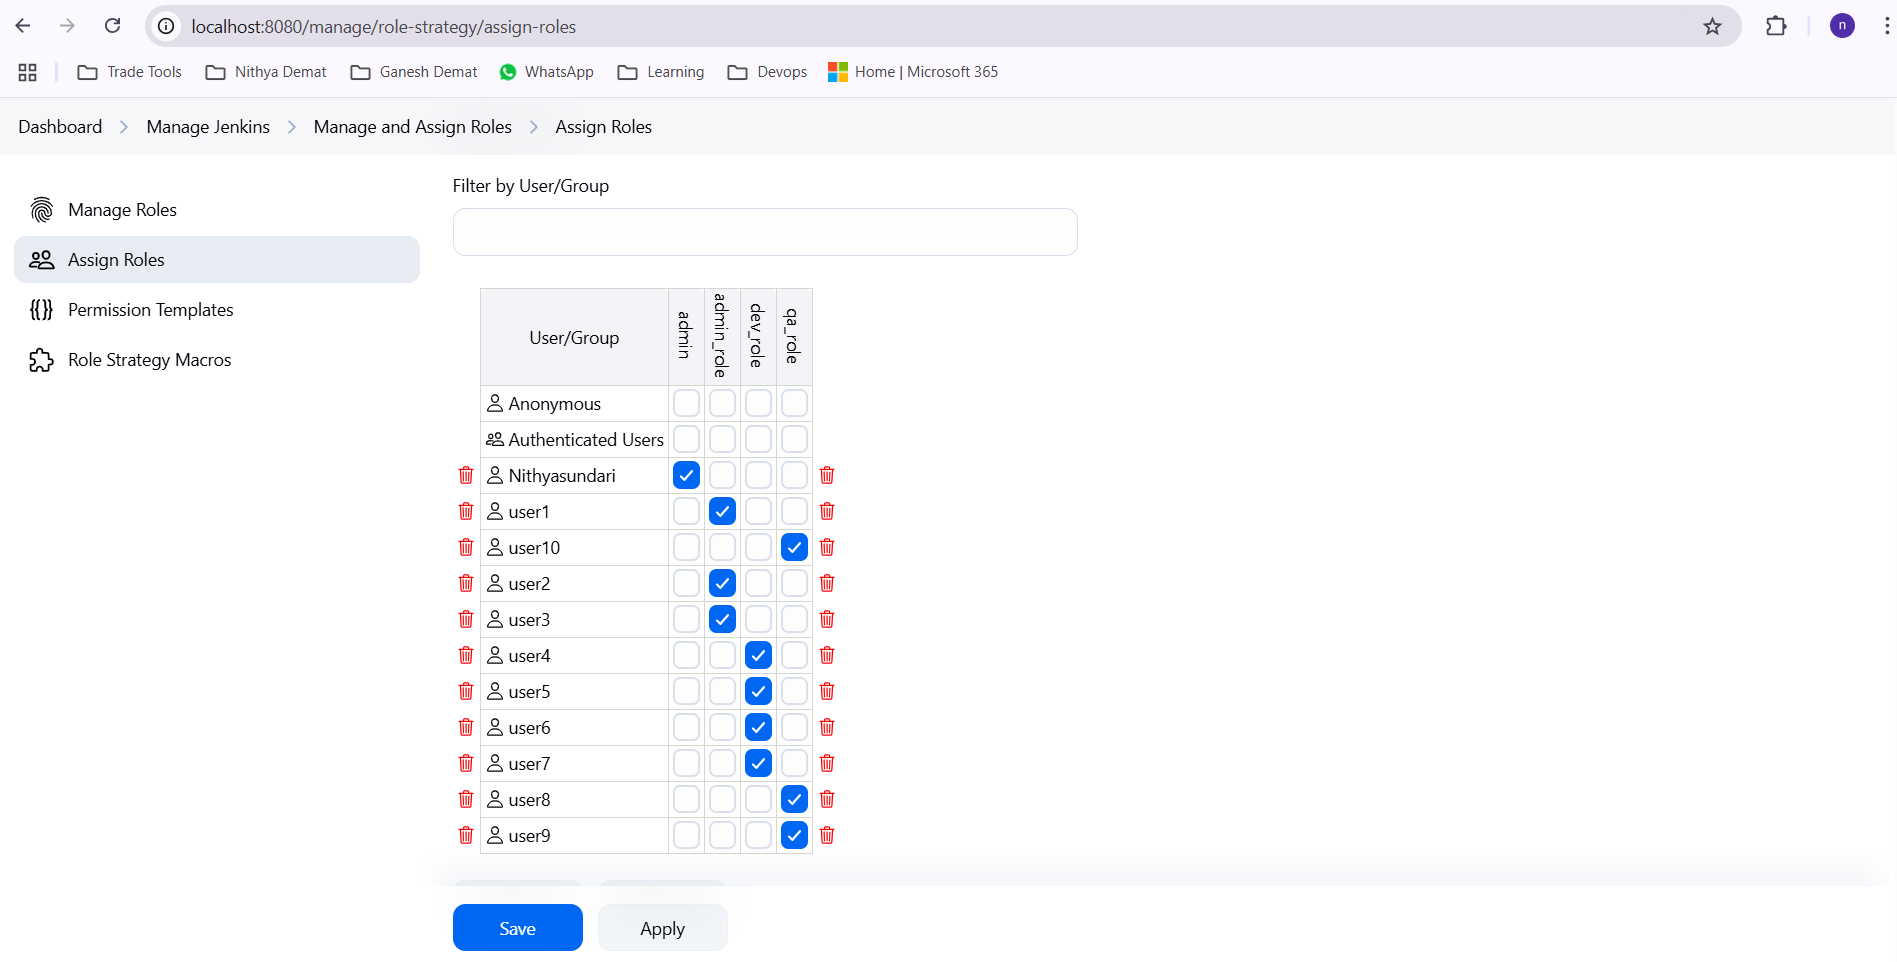 localhost:8080/manage/role-strategy/assign-roles
n
Trade Tools Nithya Demat Ganesh Demat WhatsApp Learning Devops Home | Microsoft 365
Dashboard Manage Jenkins Manage and Assign Roles Assign Roles
Manage Roles
Assign Roles
Permission Templates
Role Strategy Macros
Filter by User/Group
User/Group admin admin_role dev_role qa_role
Anonymous
Authenticated Users
Nithyasundari
user1
user10
user2
user3
user4
user5
user6
user7
user8
user9
Save Apply